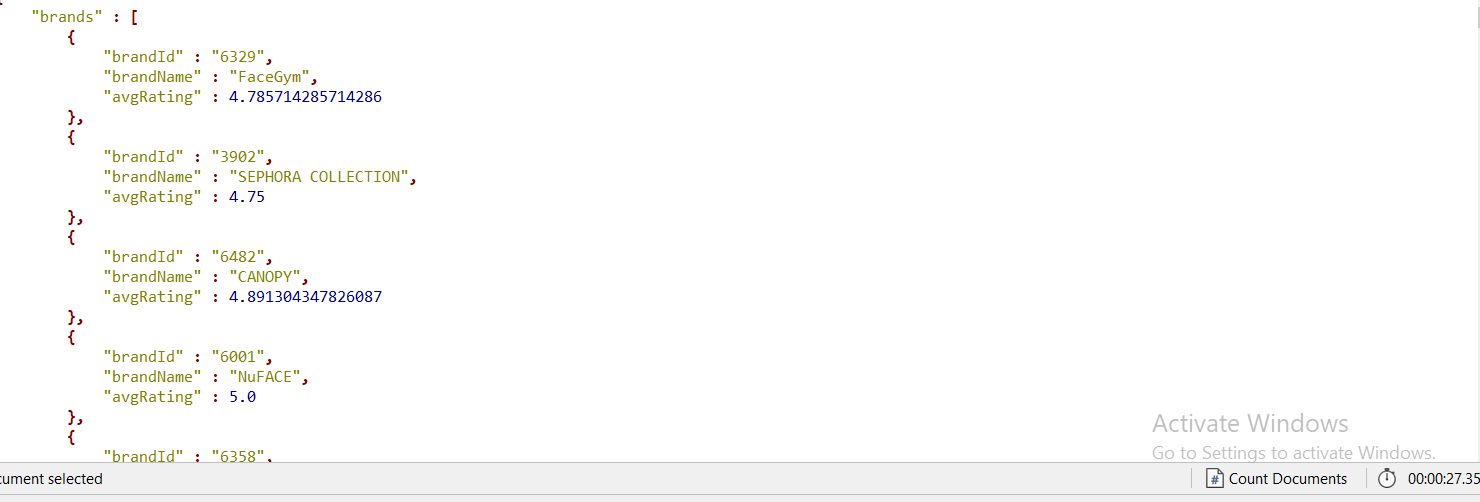 "brands" : [
{
"brandId" : "6329",
"brandName" : "FaceGym",
"avgRating" : 4.785714285714286
},
{
"brandId" : "3902",
"brandName" : "SEPHORA COLLECTION",
"avgRating" : 4.75
},
{
"brandId" : "6482",
"brandName" : "CANOPY",
"avgRating" : 4.891304347826087
},
{
"brandId" : "6001",
"brandName" : "NuFACE",
"avgRating" : 5.0
},
{
"brandId" : "6358",
Activate Windows
Go to Settings to activate Windows.
cument selected
# Count Documents
00:00:27.35